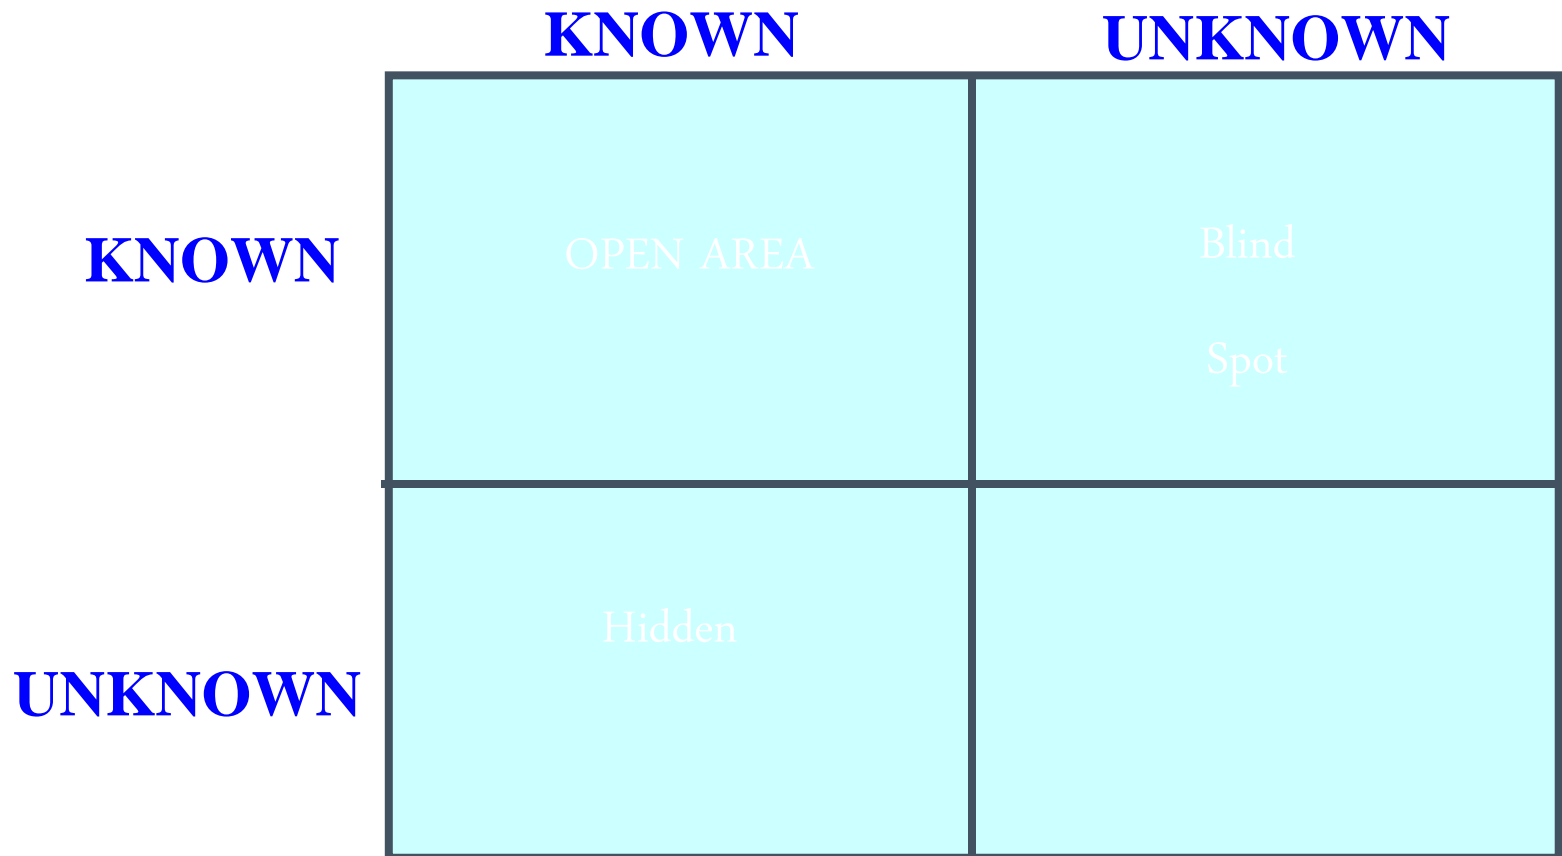 KNOWN UNKNOWN
KNOWN
OPEN AREA
Blind
Spot
Hidden
UNKNOWN